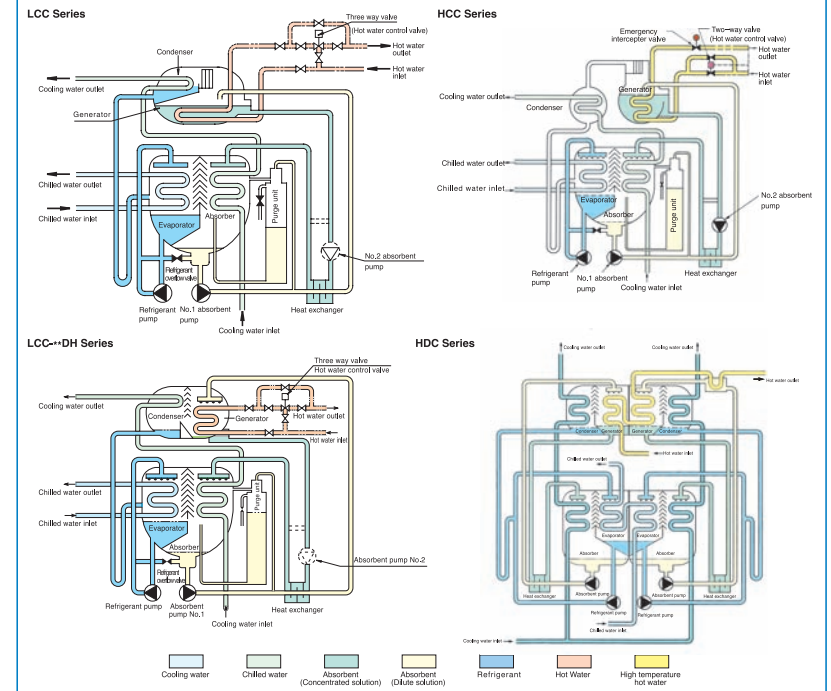 LCC Series
Three way valve
(Hot water control valve)
Condenser
Hot water
outlet
Hot water
inlet
Cooling water outlet
Generator
Chilled water outlet
Chilled water inlet
Absorber
Evaporator
Purge unit
Refrigerant
overflow valve
No.2 absorbent
pump
Refrigerant
pump
No.1 absorbent
pump
Heat exchanger
Cooling water inlet
HCC Series
Emergency
intercepter valve
Two-way valve
(Hot water control valve)
Hot water
outlet
Hot water
inlet
Generator
Cooling water outlet
Condenser
Chilled water outlet
Chilled water inlet
Evaporator
Absorber
Purge unit
No.2 absorbent
pump
Refrigerant
pump
No.1 absorbent
pump
Heat exchanger
Cooling water inlet
LCC-**DH Series
Three way valve
Hot water control valve
Cooling water outlet
Condenser
Generator
Hot water outlet
Hot water inlet
Chilled water outlet
Chilled water inlet
Purge unit
Evaporator
Absorber
Refrigerant
overflow valve
Absorbent pump No.2
Refrigerant pump
Absorbent
pump No.1
Heat exchanger
Cooling water inlet
HDC Series
Cooling water outlet
Cooling water outlet
Hot water outlet
Condenser
Generator
Generator
Condenser
Hot water inlet
Chilled water outlet
Evaporator
Evaporator
Absorber
Absorber
Heat exchanger
Absorbent pump
Absorbent pump
Heat exchanger
Refrigerant pump
Refrigerant pump
Chilled water inlet
Cooling water inlet
Cooling water
Chilled water
Absorbent
(Concentrated solution)
Absorbent
(Dilute solution)
Refrigerant
Hot Water
High temperature
hot water